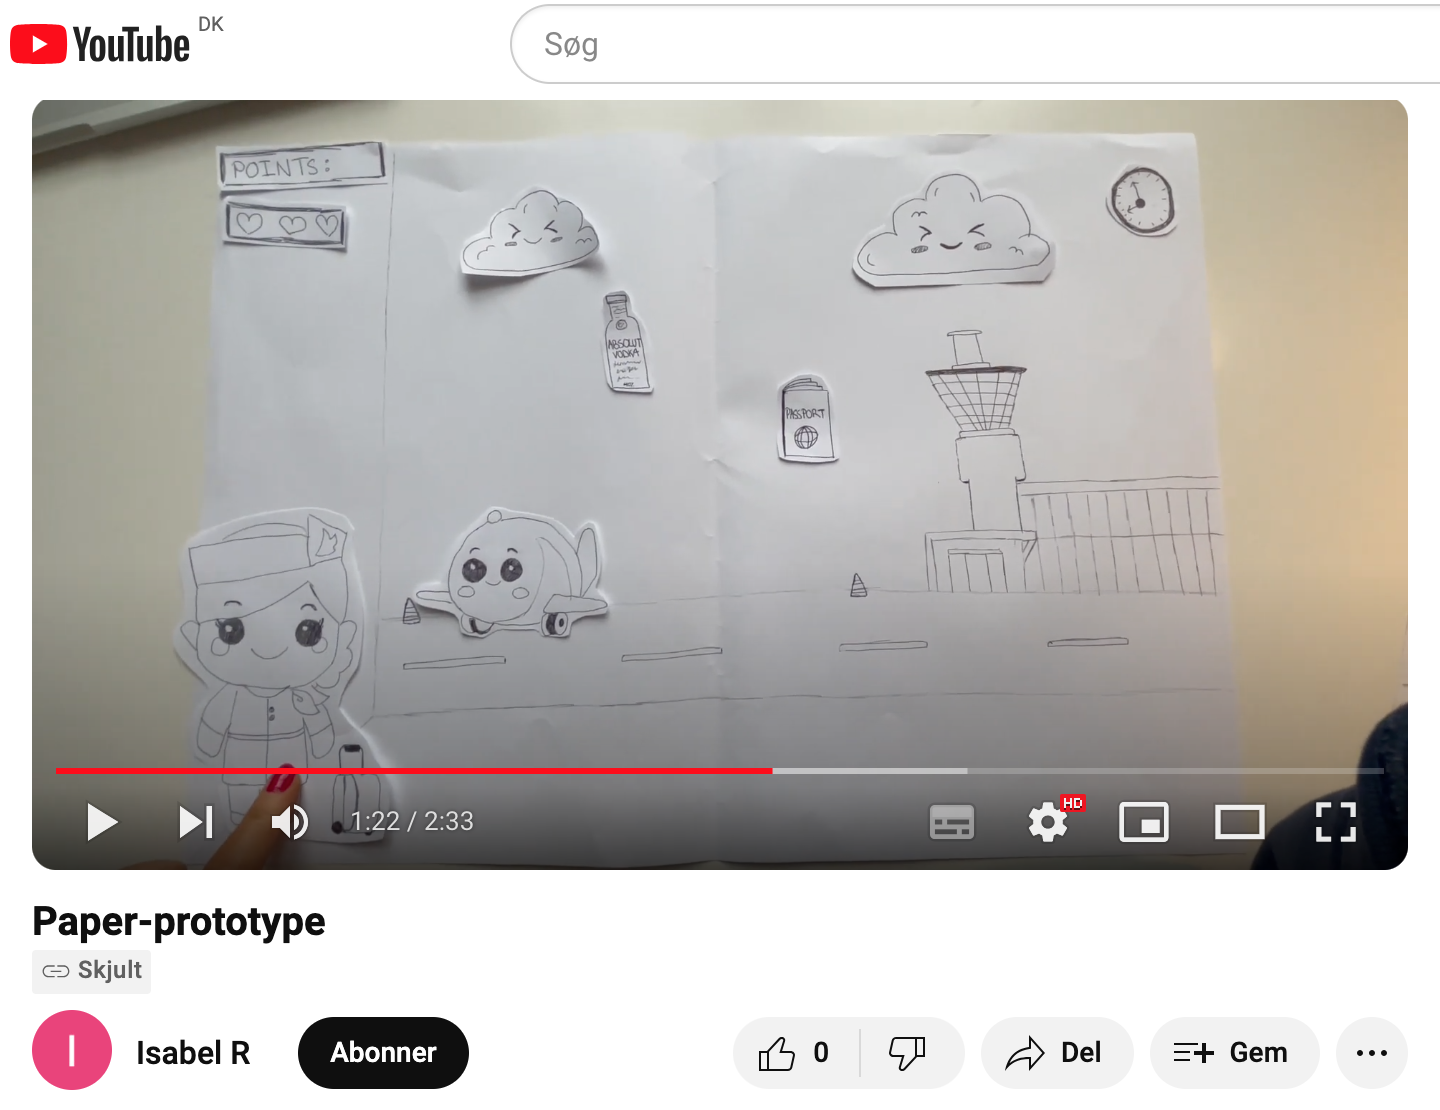 YouTube DK
Søg
POINTS:
ABSOLUT
VODKA
PASSPORT
HD
1:22 / 2:33
Paper-prototype
Skjult
I
Isabel R
Abonner
0
Del
Gem